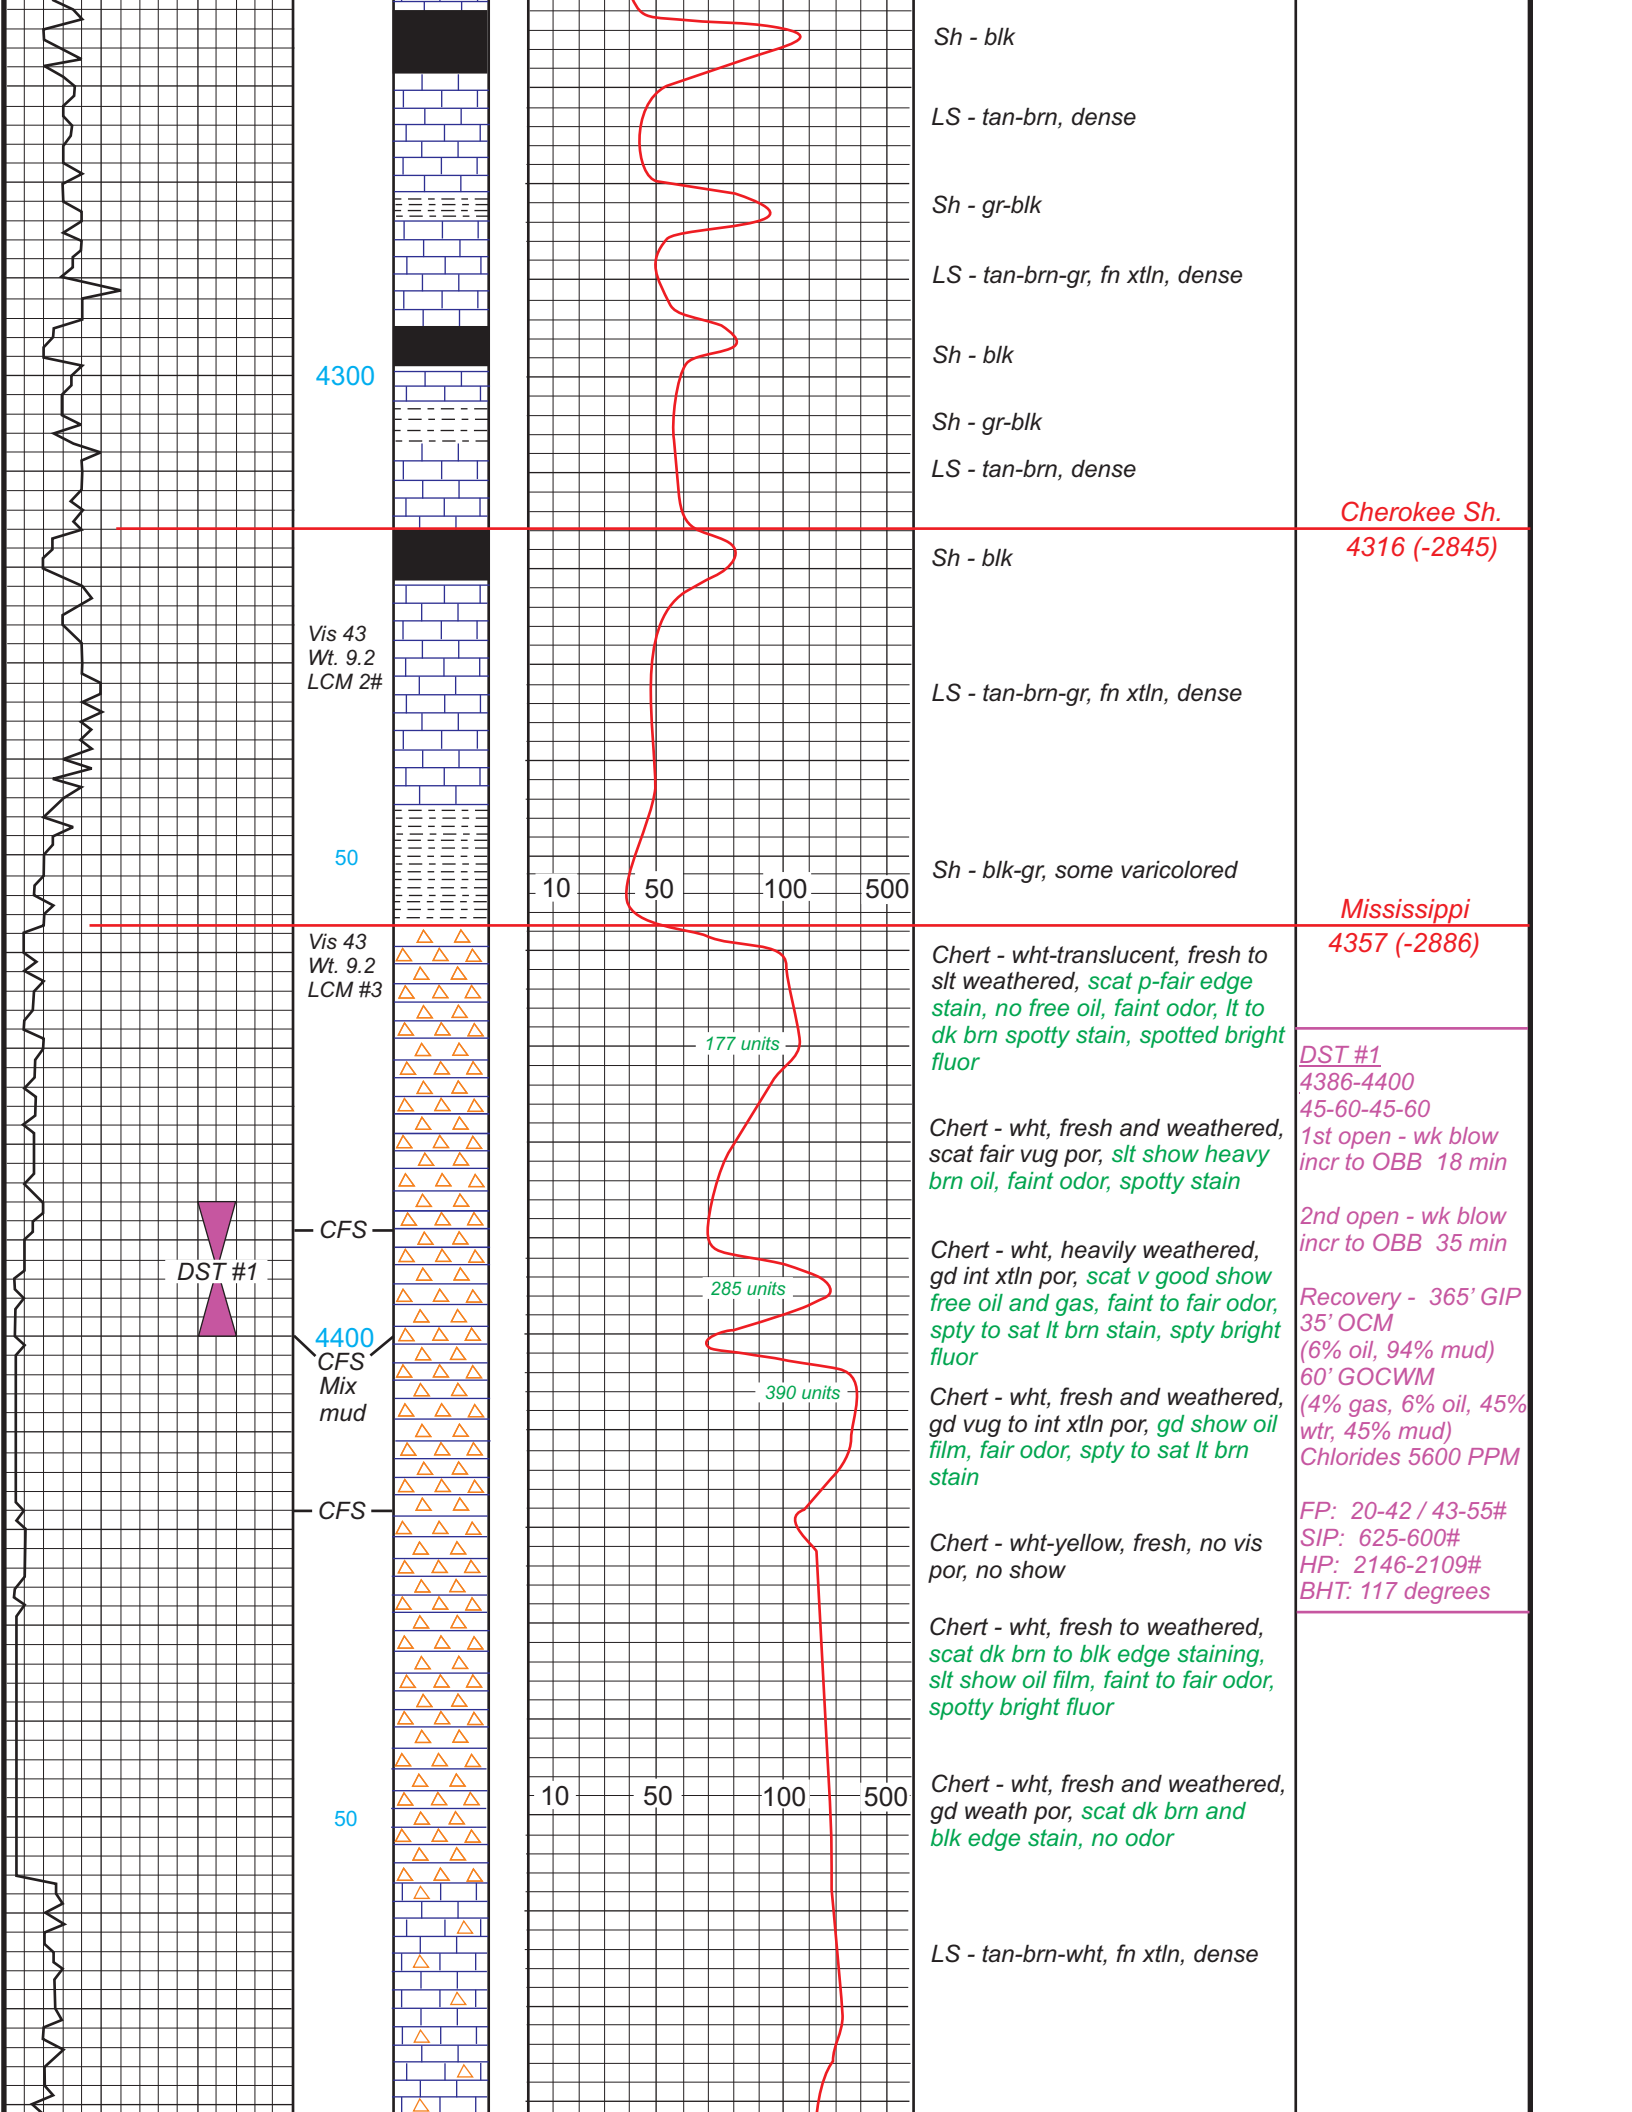 Sh - blk
LS - tan-brn, dense
Sh - gr-blk
LS - tan-brn-gr, fn xtln, dense
Sh - blk
4300
Sh - gr-blk
LS - tan-brn, dense
Cherokee Sh.
4316 (-2845)
Sh - blk
Vis 43
Wt. 9.2
LCM 2#
LS - tan-brn-gr, fn xtln, dense
50
Sh - blk-gr, some varicolored
10 50 100 500
Mississippi
4357 (-2886)
Vis 43
Wt. 9.2
LCM #3
Chert - wht-translucent, fresh to
slt weathered, scat p-fair edge
stain, no free oil, faint odor, lt to
dk brn spotty stain, spotted bright
fluor
177 units
DST #1
4386-4400
45-60-45-60
1st open - wk blow
incr to OBB 18 min
2nd open - wk blow
incr to OBB 35 min
Recovery - 365' GIP
35' OCM
(6% oil, 94% mud)
60' GOCWM
(4% gas, 6% oil, 45%
wtr, 45% mud)
Chlorides 5600 PPM
FP: 20-42 / 43-55#
SIP: 625-600#
HP: 2146-2109#
BHT: 117 degrees
Chert - wht, fresh and weathered,
scat fair vug por, slt show heavy
brn oil, faint odor, spotty stain
CFS
DST #1
Chert - wht, heavily weathered,
gd int xtln por, scat v good show
free oil and gas, faint to fair odor,
spty to sat lt brn stain, spty bright
fluor
285 units
4400
CFS
Mix
mud
390 units
Chert - wht, fresh and weathered,
gd vug to int xtln por, gd show oil
film, fair odor, spty to sat lt brn
stain
CFS
Chert - wht-yellow, fresh, no vis
por, no show
Chert - wht, fresh to weathered,
scat dk brn to blk edge staining,
slt show oil film, faint to fair odor,
spotty bright fluor
10 50 100 500
50
Chert - wht, fresh and weathered,
gd weath por, scat dk brn and
blk edge stain, no odor
LS - tan-brn-wht, fn xtln, dense